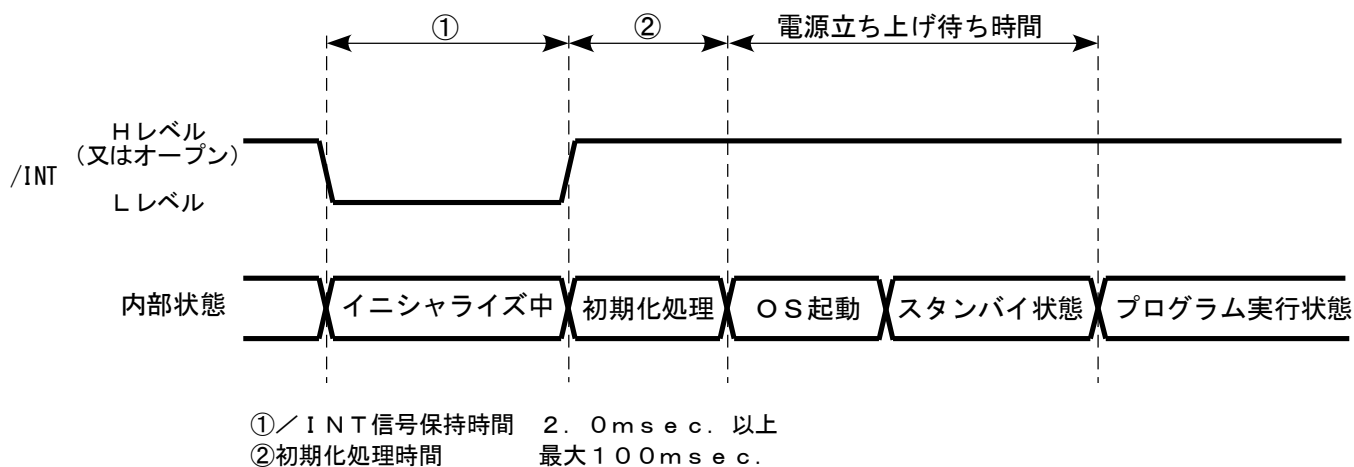 ① ② 電源立ち上げ待ち時間
Hレベル
(又はオープン)
/INT
Lレベル
内部状態 イニシャライズ中 初期化処理 OS起動 スタンバイ状態 プログラム実行状態
①/INT信号保持時間 2.0msec.以上
②初期化処理時間 最大100msec.